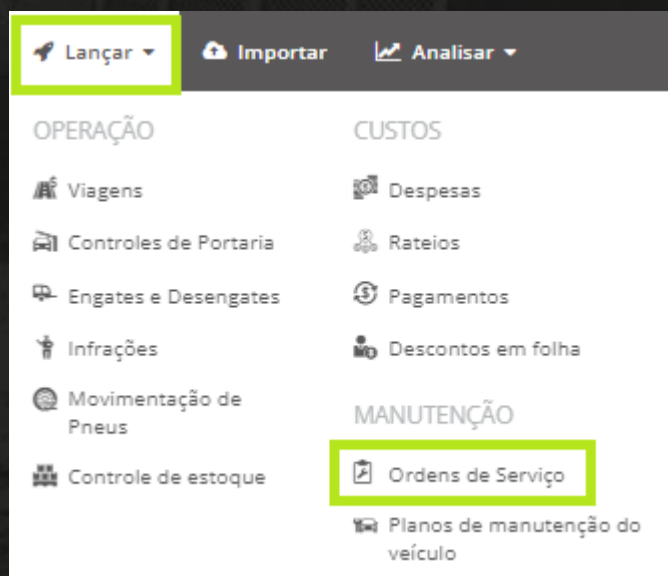 Lançar
Importar
Analisar
OPERAÇÃO
Viagens
Controles de Portaria
Engates e Desengates
Infrações
Movimentação de
Pneus
Controle de estoque
CUSTOS
Despesas
Rateios
Pagamentos
Descontos em folha
MANUTENÇÃO
Ordens de Serviço
Planos de manutenção do
veículo